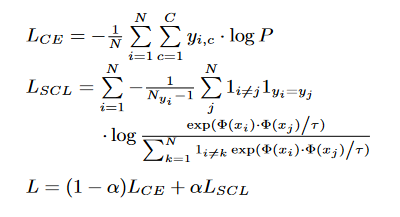 L_{CE} = -\frac{1}{N} \sum_{i=1}^{N} \sum_{c=1}^{C} y_{i,c} \cdot \log P
L_{SCL} = \sum_{i=1}^{N} -\frac{1}{N_{y_i}-1} \sum_{j}^{N} 1_{i \neq j} 1_{y_i = y_j}
\cdot \log \frac{\exp(\Phi(x_i) \cdot \Phi(x_j)/\tau)}{\sum_{k=1}^{N} 1_{i \neq k} \exp(\Phi(x_i) \cdot \Phi(x_j)/\tau)}
L = (1 - \alpha)L_{CE} + \alpha L_{SCL}